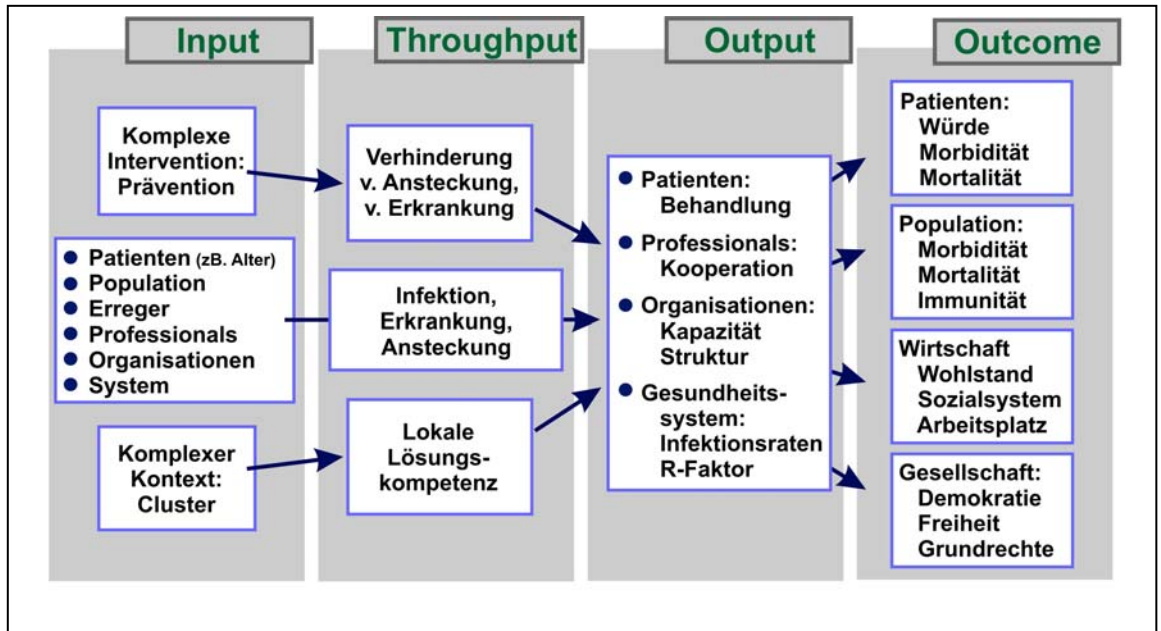 Input
Throughput
Output
Outcome
Komplexe
Intervention:
Prävention
● Patienten (zB. Alter)
● Population
● Erreger
● Professionals
● Organisationen
● System
Komplexer
Kontext:
Cluster
Verhinderung
v. Ansteckung,
v. Erkrankung
Infektion,
Erkrankung,
Ansteckung
Lokale
Lösungs-
kompetenz
● Patienten:
Behandlung
● Professionals:
Kooperation
● Organisationen:
Kapazität
Struktur
● Gesundheits-
system:
Infektionsraten
R-Faktor
Patienten:
Würde
Morbidität
Mortalität
Population:
Morbidität
Mortalität
Immunität
Wirtschaft
Wohlstand
Sozialsystem
Arbeitsplatz
Gesellschaft:
Demokratie
Freiheit
Grundrechte